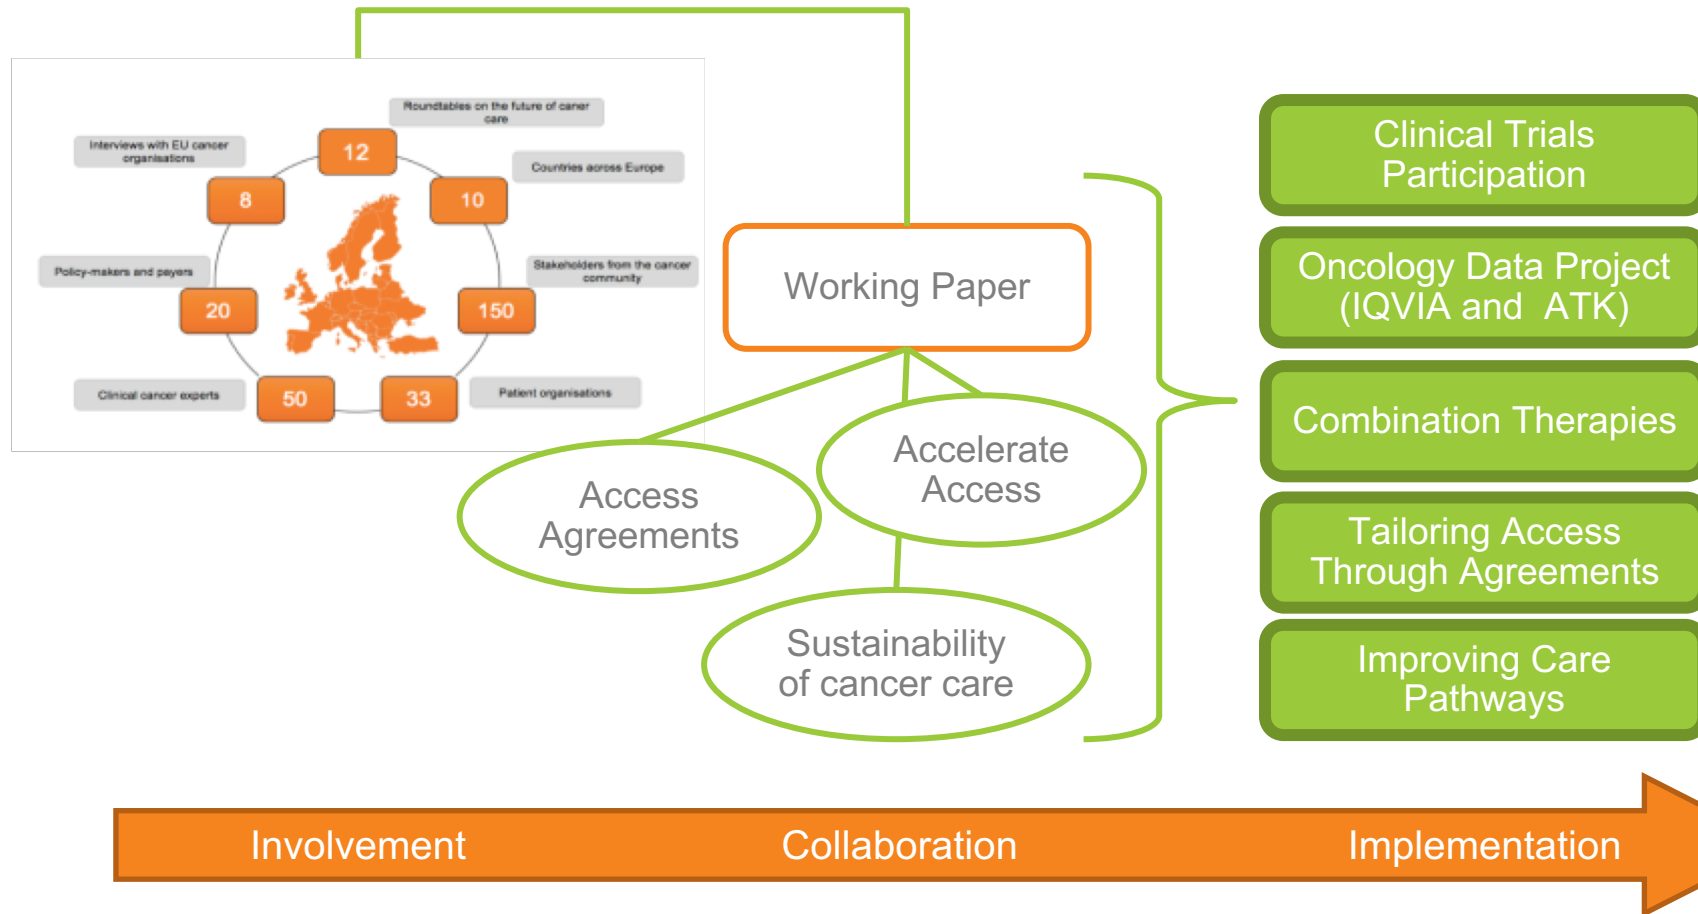 Roundtables on the future of caner
care
12
Interviews with EU cancer
organisations
8
Countries across Europe
10
Policy-makers and payers
20
Stakeholders from the cancer
community
150
Clinical cancer experts
50
33
Patient organisations
Working Paper
Access
Agreements
Accelerate
Access
Sustainability
of cancer care
Clinical Trials
Participation
Oncology Data Project
(IQVIA and ATK)
Combination Therapies
Tailoring Access
Through Agreements
Improving Care
Pathways
Involvement
Collaboration
Implementation